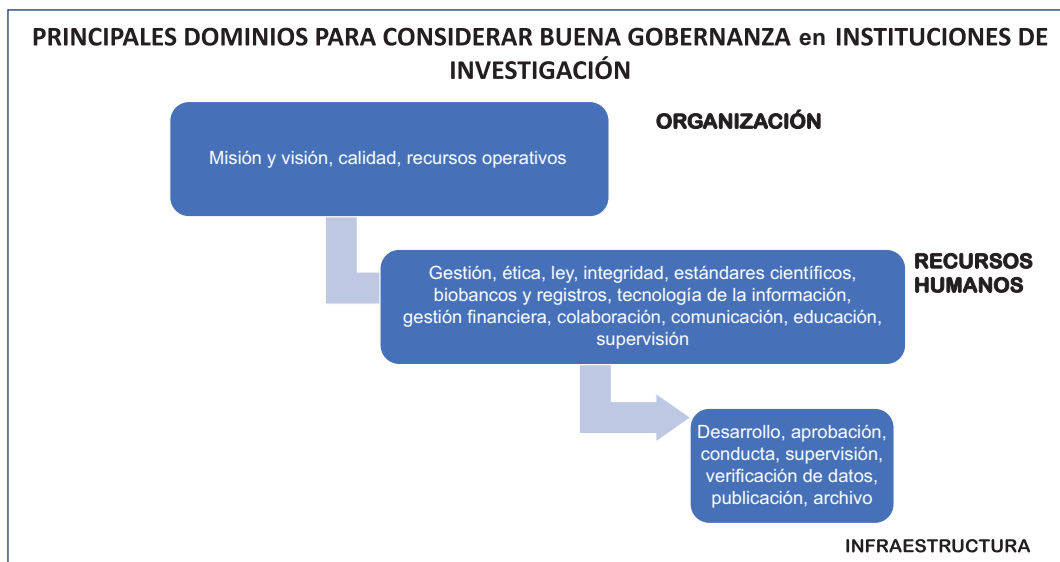 PRINCIPALES DOMINIOS PARA CONSIDERAR BUENA GOBERNANZA en INSTITUCIONES DE
INVESTIGACIÓN
ORGANIZACIÓN
Misión y visión, calidad, recursos operativos
RECURSOS
HUMANOS
Gestión, ética, ley, integridad, estándares científicos,
biobancos y registros, tecnología de la información,
gestión financiera, colaboración, comunicación, educación,
supervisión
Desarrollo, aprobación,
conducta, supervisión,
verificación de datos,
publicación, archivo
INFRAESTRUCTURA